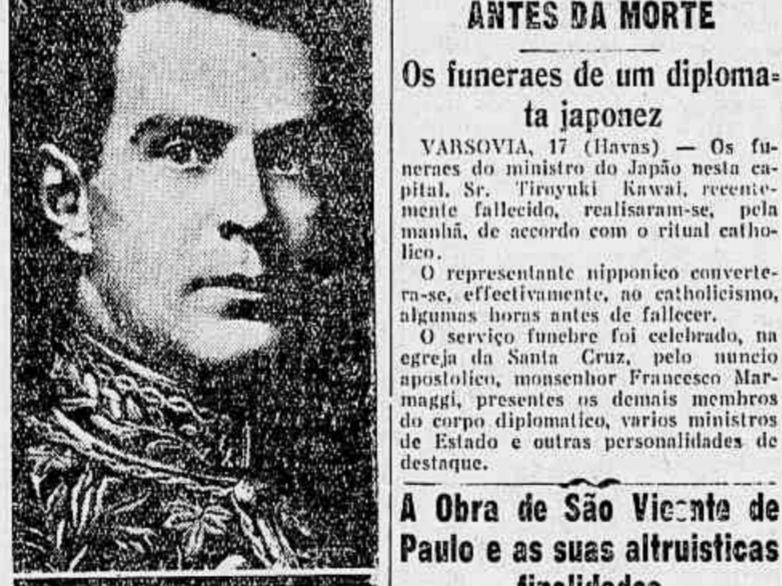 ANTES DA MORTE
Os funeraes de um diploma-
ta japonez
VARSOVIA, 17 (Havas) — Os fu-
neraes do ministro do Japão nesta ca-
pital, Sr. Tiroyuki Kawai, recente-
mente fallecido, realisaram-se, pela
manhã, de accordo com o ritual catho-
lico.
O representante nipponico converte-
ra-se, effectivamente, ao catholicismo,
algumas horas antes de fallecer.
O serviço funebre foi celebrado, na
egreja da Santa Cruz, pelo nuncio
apostolico, monsenhor Francesco Mar-
maggi, presentes os demais membros
do corpo diplomatico, varios ministros
de Estado e outras personalidades de
destaque.
A Obra de São Vicente de
Paulo e as suas altruisticas
finalidades